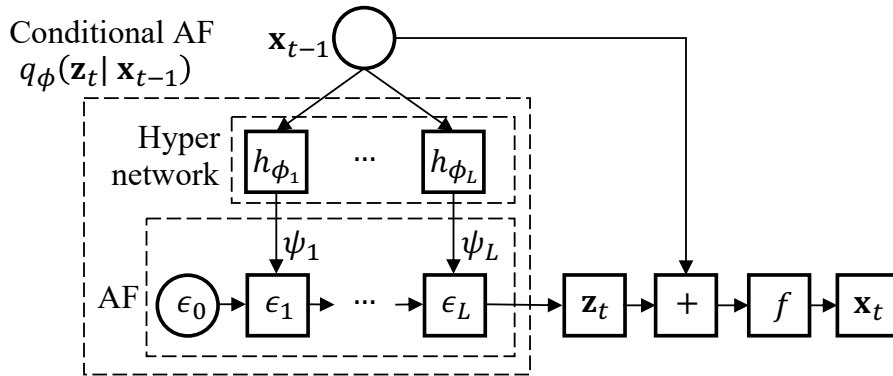 Conditional AF
q_ϕ(𝐳_t| 𝐱_{t−1})
𝐱_{t−1}
Hyper
network
h_{ϕ_1} ··· h_{ϕ_L}
ψ_1 ψ_L
AF ϵ_0 ϵ_1 ··· ϵ_L 𝐳_t + f 𝐱_t